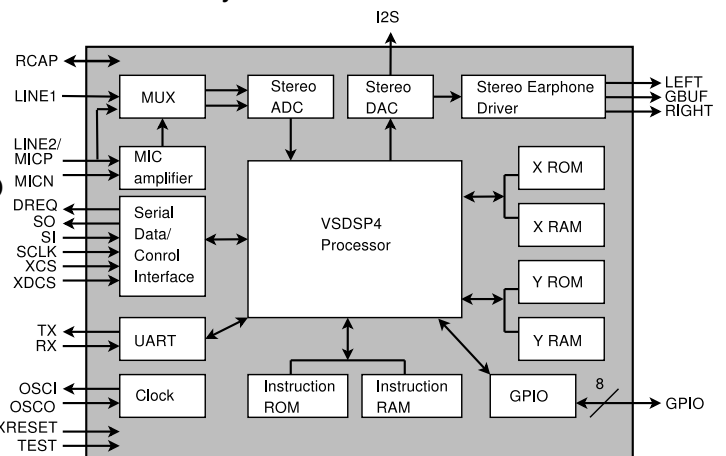 I2S
RCAP
LINE1
MUX
Stereo
ADC
Stereo
DAC
Stereo Earphone
Driver
LEFT
GBUF
RIGHT
LINE2/
MICP
MICN
MIC
amplifier
DREQ
SO
SI
SCLK
XCS
XDCS
Serial
Data/
Conrol
Interface
VSDSP4
Processor
X ROM
X RAM
Y ROM
Y RAM
TX
RX
UART
OSCI
OSCO
Clock
Instruction
ROM
Instruction
RAM
GPIO
8
GPIO
XRESET
TEST